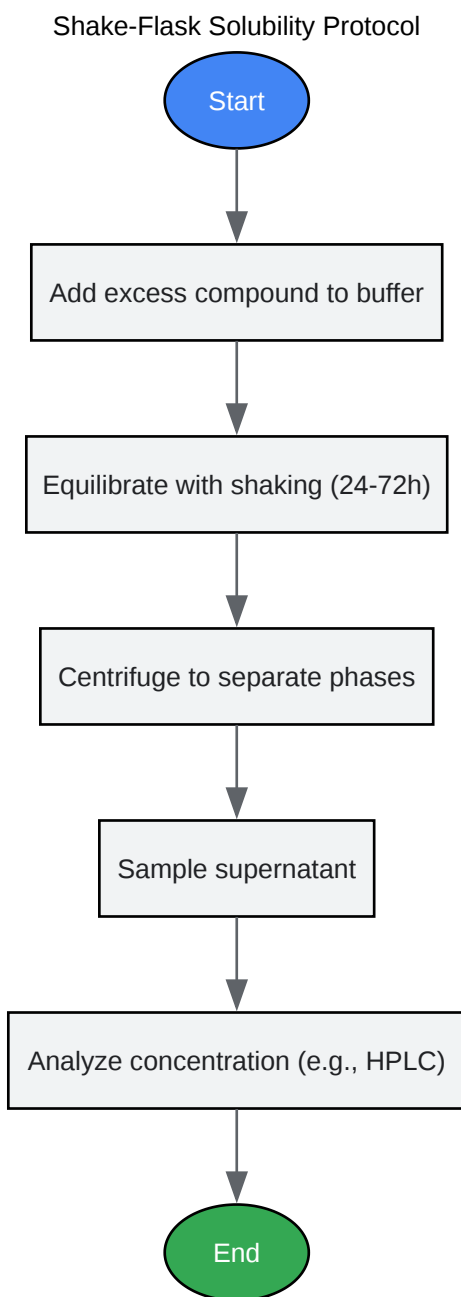 Shake-Flask Solubility Protocol
Start
Add excess compound to buffer
Equilibrate with shaking (24-72h)
Centrifuge to separate phases
Sample supernatant
Analyze concentration (e.g., HPLC)
End